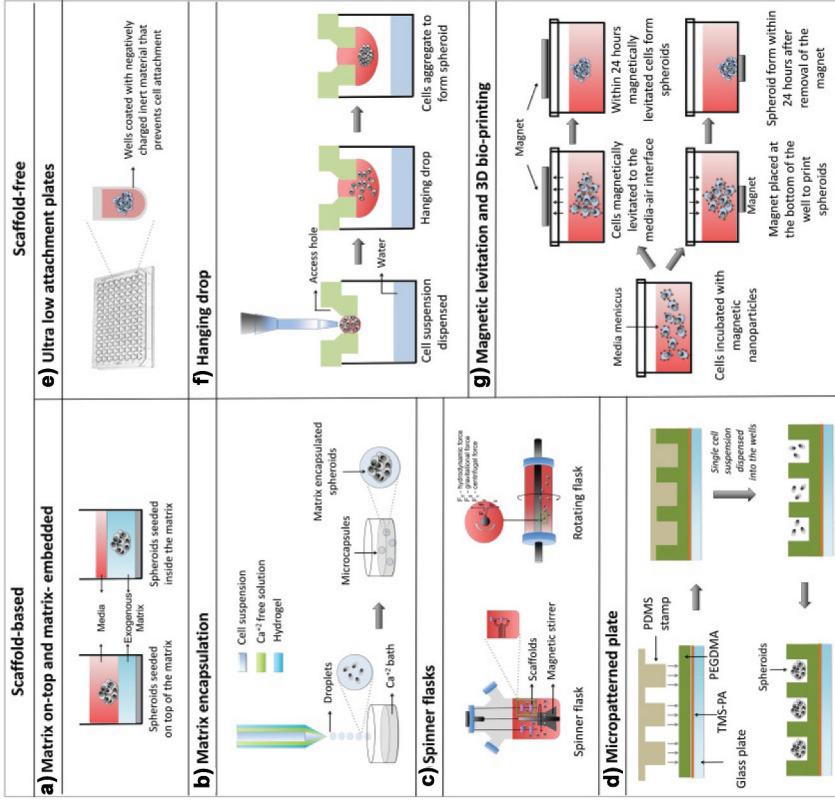 Scaffold-based
a) Matrix on-top and matrix- embedded
Media
Exogenous
Matrix
Spheroids seeded
on top of the matrix
Spheroids seeded
inside the matrix
b) Matrix encapsulation
Cell suspension
Ca⁺² free solution
Hydrogel
Droplets
Ca⁺² bath
Microcapsules
Matrix encapsulated
spheroids
c) Spinner flasks
Scaffolds
Magnetic stirrer
Spinner flask
hydrodynamic force
gravitational force
centrifugal force
Rotating flask
d) Micropatterned plate
PDMS
stamp
PEGDMA
TMS-PA
Glass plate
Single cell
suspension
dispensed
into the wells
Spheroids
Scaffold-free
e) Ultra low attachment plates
Wells coated with negatively
charged inert material that
prevents cell attachment
f) Hanging drop
Access hole
Water
Cell suspension
dispensed
Hanging drop
Cells aggregate to
form spheroid
g) Magnetic levitation and 3D bio-printing
Media meniscus
Cells incubated with
magnetic
nanoparticles
Magnet
Cells magnetically
levitated to the
media-air interface
Within 24 hours
magnetically
levitated cells form
spheroids
Magnet
Magnet placed at
the bottom of the
well to print
spheroids
Spheroid form within
24 hours after
removal of the
magnet